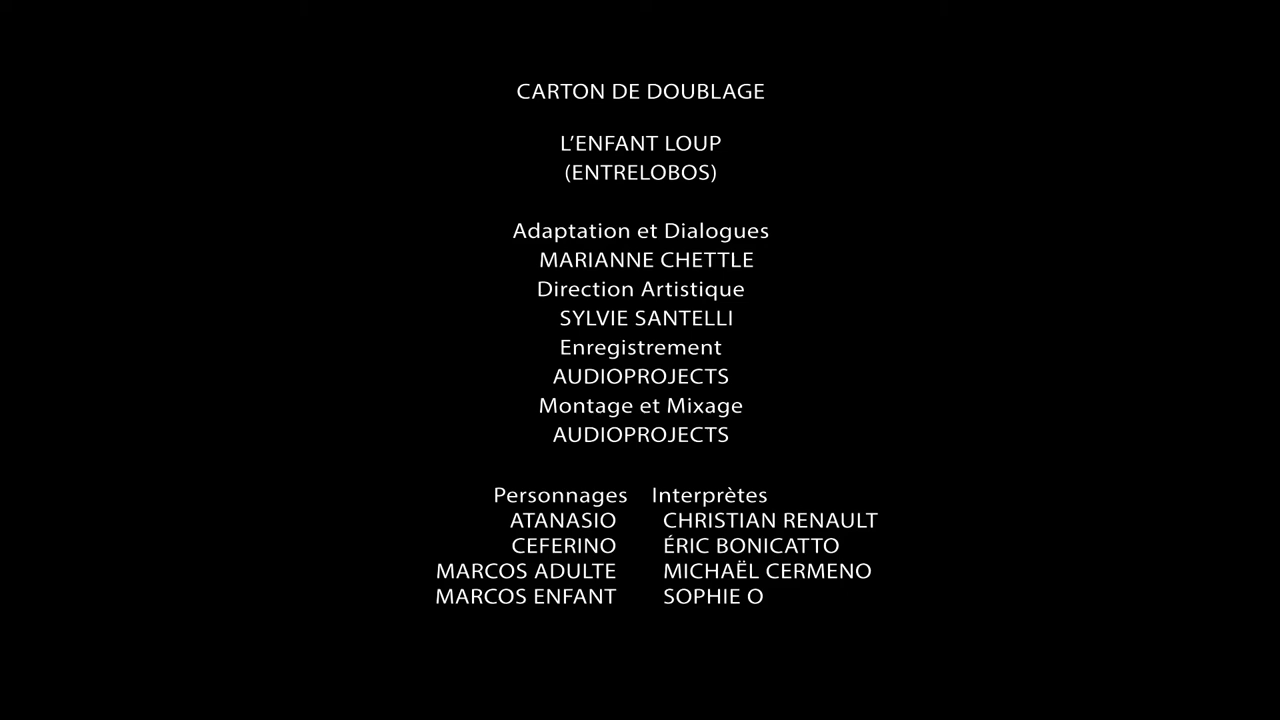 CARTON DE DOUBLAGE
L’ENFANT LOUP
(ENTRELOBOS)
Adaptation et Dialogues
MARIANNE CHETTLE
Direction Artistique
SYLVIE SANTELLI
Enregistrement
AUDIOPROJECTS
Montage et Mixage
AUDIOPROJECTS
Personnages Interprètes
ATANASIO CHRISTIAN RENAULT
CEFERINO ÉRIC BONICATTO
MARCOS ADULTE MICHAËL CERMENO
MARCOS ENFANT SOPHIE O